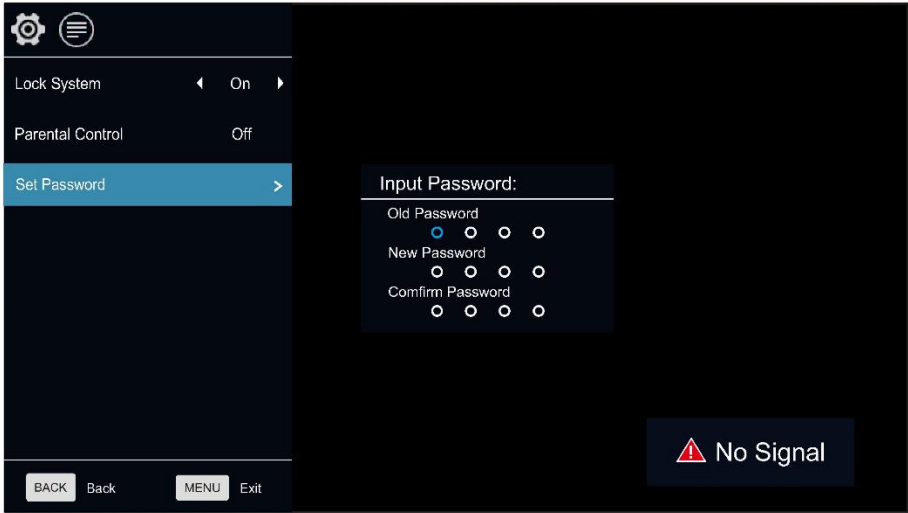 Lock System On
Parental Control Off
Set Password >
Input Password:
Old Password
New Password
Comfirm Password
No Signal
BACK Back MENU Exit